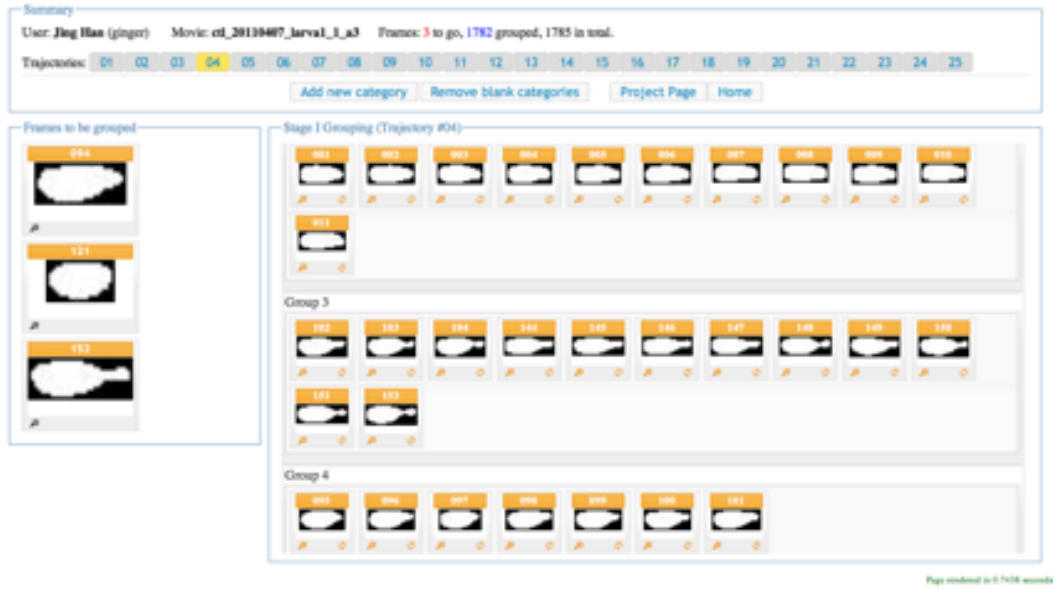 Summary
User: Jing Han (ginger) Movie: ctl_20110407_larva1_1_a3 Frames: 3 to go, 1782 grouped, 1785 in total.
Trajectories: 01 02 03 04 05 06 07 08 09 10 11 12 13 14 15 16 17 18 19 20 21 22 23 24 25
Add new category Remove blank categories Project Page Home
Frames to be grouped
094
121
152
Stage I Grouping (Trajectory #04)
001 002 003 004 005 006 007 008 009 010
011
Group 3
102 103 104 144 145 146 147 148 149 150
151 153
Group 4
095 096 097 098 099 100 101
Page rendered in seconds